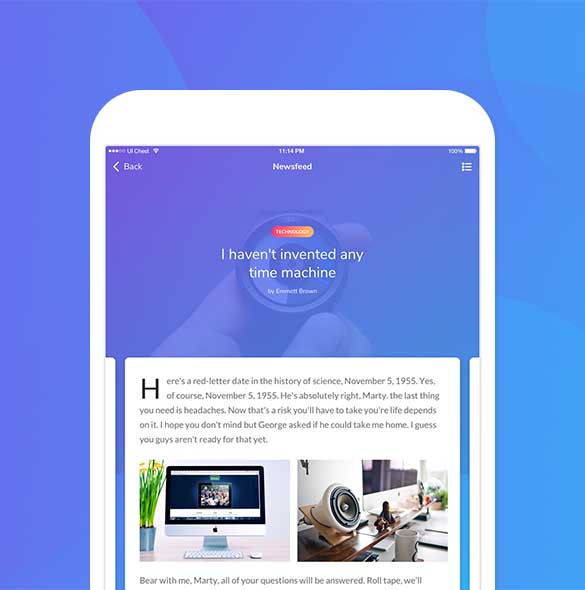 UI Chest
11:14 PM
100%
Back
Newsfeed
TECHNOLOGY
I haven't invented any
time machine
by Emmett Brown
Here's a red-letter date in the history of science, November 5, 1955. Yes,
of course, November 5, 1955. He's absolutely right, Marty. the last thing
you need is headaches. Now that's a risk you'll have to take you're life depends
on it. I hope you don't mind but George asked if he could take me home. I guess
you guys aren't ready for that yet.
Bear with me, Marty, all of your questions will be answered. Roll tape, we'll